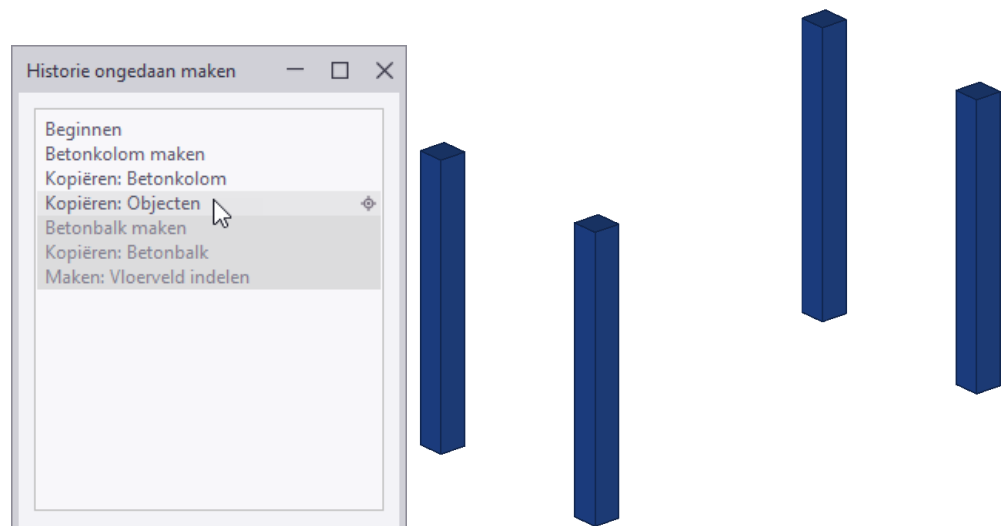 Historie ongedaan maken
Beginnen
Betonkolom maken
Kopiëren: Betonkolom
Kopiëren: Objecten
Betonbalk maken
Kopiëren: Betonbalk
Maken: Vloerveld indelen